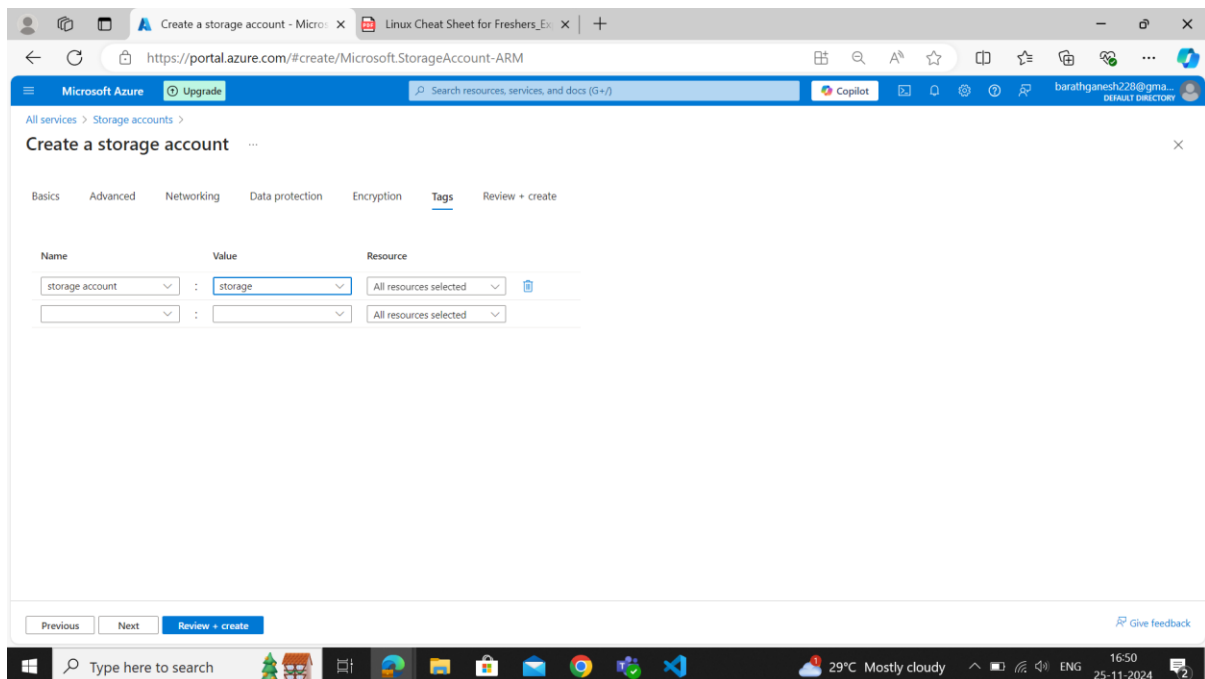 Create a storage account - Micros
Linux Cheat Sheet for Freshers_Ex
https://portal.azure.com/#create/Microsoft.StorageAccount-ARM
Microsoft Azure Upgrade Search resources, services, and docs (G+/) Copilot barathganesh228@gma...
DEFAULT DIRECTORY
All services > Storage accounts >
Create a storage account ...
Basics Advanced Networking Data protection Encryption Tags Review + create
Name Value Resource
storage account : storage All resources selected
: All resources selected
Previous Next Review + create Give feedback
Type here to search 1 29°C Mostly cloudy ENG 16:50
25-11-2024 2